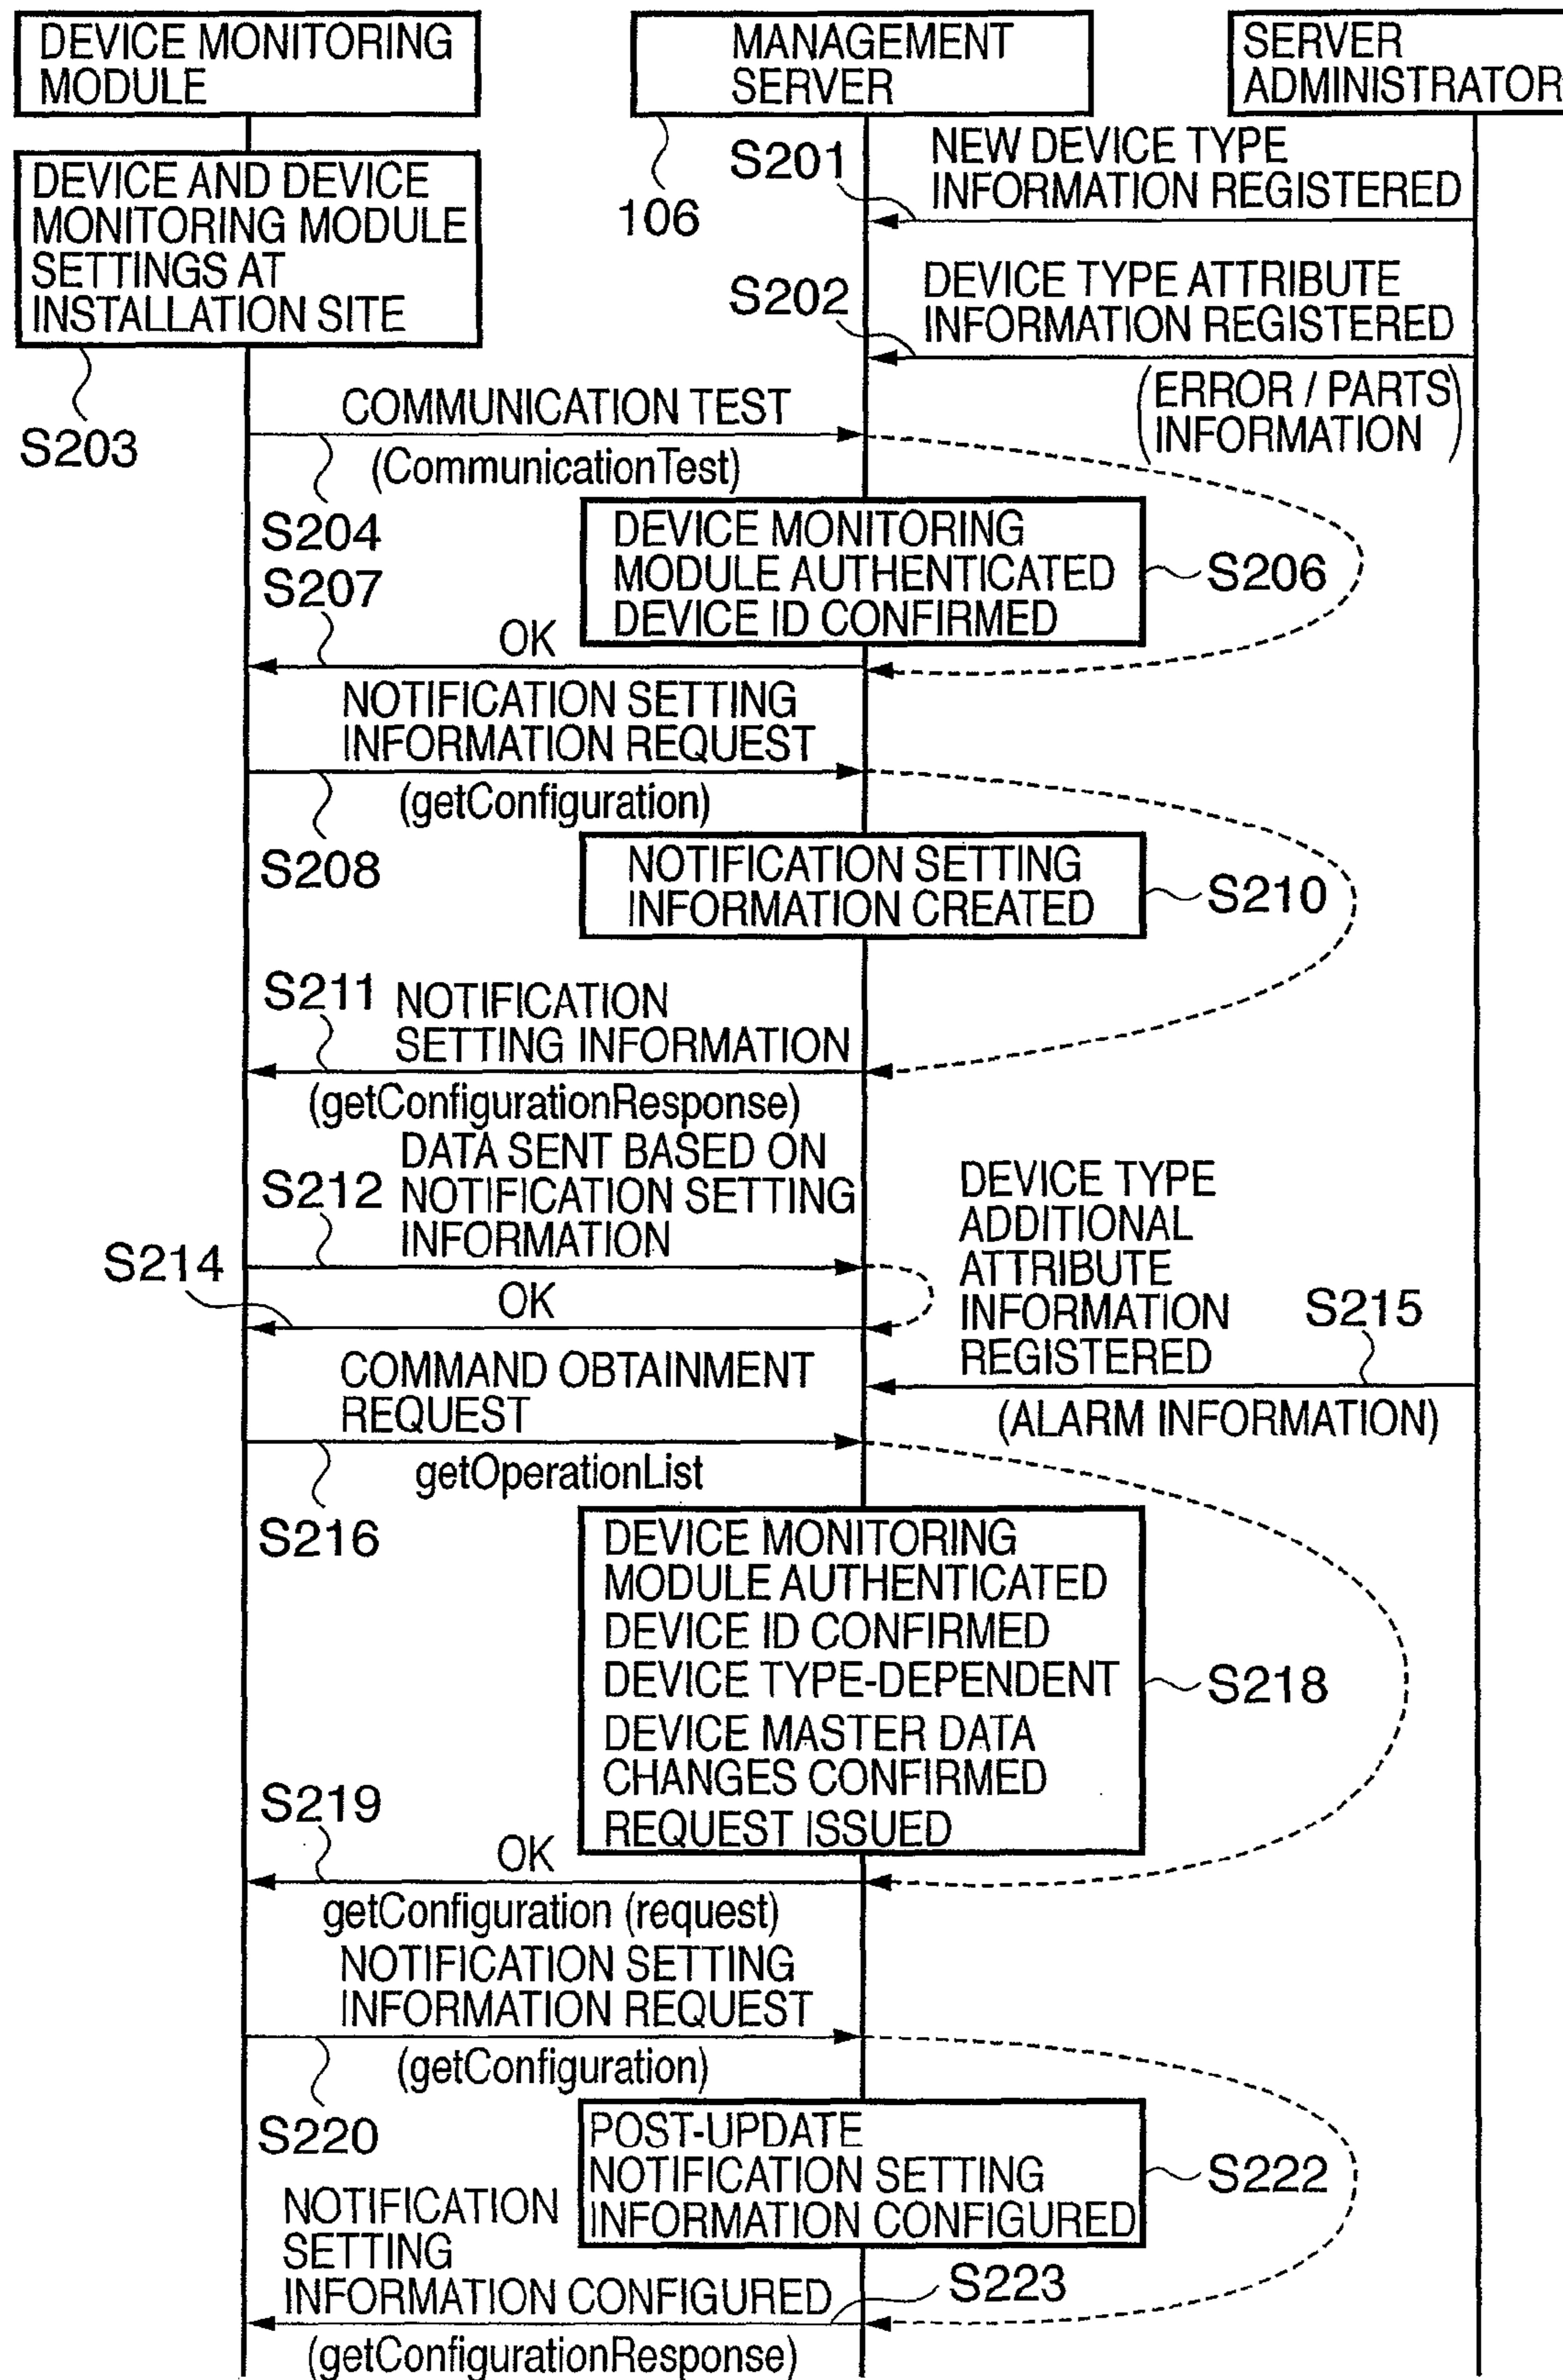 DEVICE MONITORING
MODULE
MANAGEMENT
SERVER
SERVER
ADMINISTRATOR
106
DEVICE AND DEVICE
MONITORING MODULE
SETTINGS AT
INSTALLATION SITE
S203
S201
NEW DEVICE TYPE
INFORMATION REGISTERED
S202
DEVICE TYPE ATTRIBUTE
INFORMATION REGISTERED
(ERROR / PARTS
INFORMATION)
COMMUNICATION TEST
(CommunicationTest)
S204
DEVICE MONITORING
MODULE AUTHENTICATED
DEVICE ID CONFIRMED
S206
S207
OK
NOTIFICATION SETTING
INFORMATION REQUEST
(getConfiguration)
S208
NOTIFICATION SETTING
INFORMATION CREATED
S210
S211
NOTIFICATION
SETTING INFORMATION
(getConfigurationResponse)
S212
DATA SENT BASED ON
NOTIFICATION SETTING
INFORMATION
S214
OK
DEVICE TYPE
ADDITIONAL
ATTRIBUTE
INFORMATION
REGISTERED
S215
(ALARM INFORMATION)
COMMAND OBTAINMENT
REQUEST
getOperationList
S216
DEVICE MONITORING
MODULE AUTHENTICATED
DEVICE ID CONFIRMED
DEVICE TYPE-DEPENDENT
DEVICE MASTER DATA
CHANGES CONFIRMED
REQUEST ISSUED
S218
S219
OK
getConfiguration (request)
NOTIFICATION SETTING
INFORMATION REQUEST
(getConfiguration)
S220
POST-UPDATE
NOTIFICATION SETTING
INFORMATION CONFIGURED
S222
NOTIFICATION
SETTING
INFORMATION CONFIGURED
S223
(getConfigurationResponse)